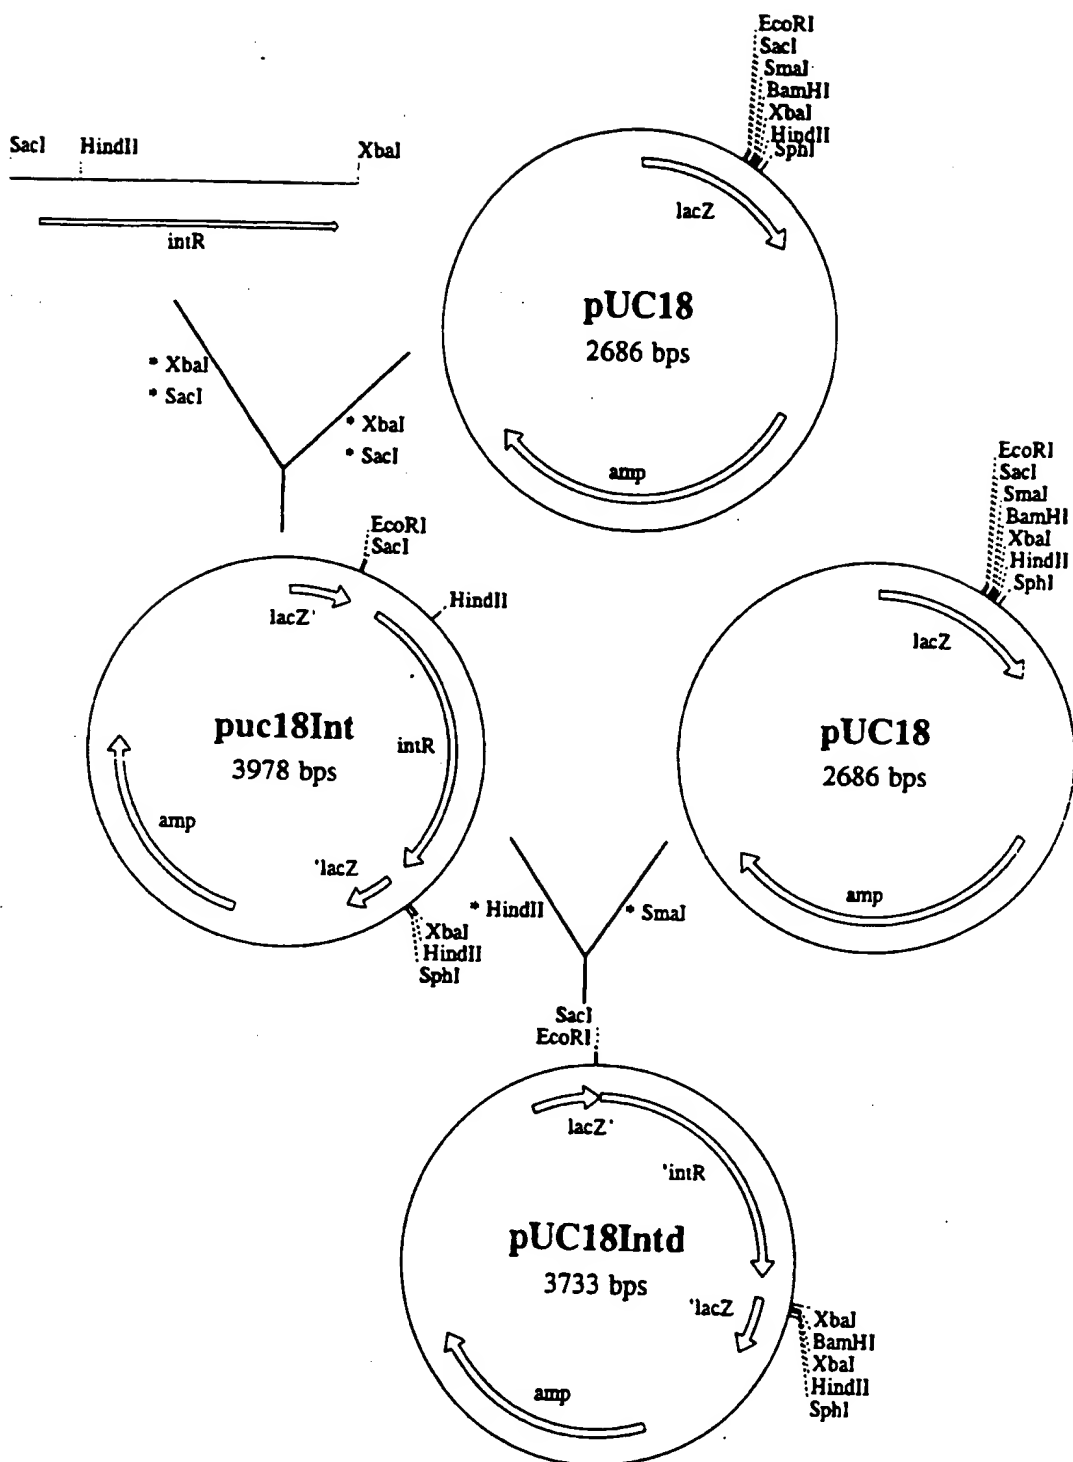 EcoRI
SacI
SmaI
BamHI
XbaI
HindII
SphI
SacI
HindII
XbaI
intR
lacZ
pUC18
2686 bps
amp
* XbaI
* SacI
* XbaI
* SacI
EcoRI
SacI
HindII
lacZ'
intR
puc18Int
3978 bps
amp
'lacZ
XbaI
HindII
SphI
EcoRI
SacI
SmaI
BamHI
XbaI
HindII
SphI
lacZ
pUC18
2686 bps
amp
* HindII
* SmaI
SacI
EcoRI
lacZ'
'intR
pUC18Intd
3733 bps
'lacZ
amp
XbaI
BamHI
XbaI
HindII
SphI